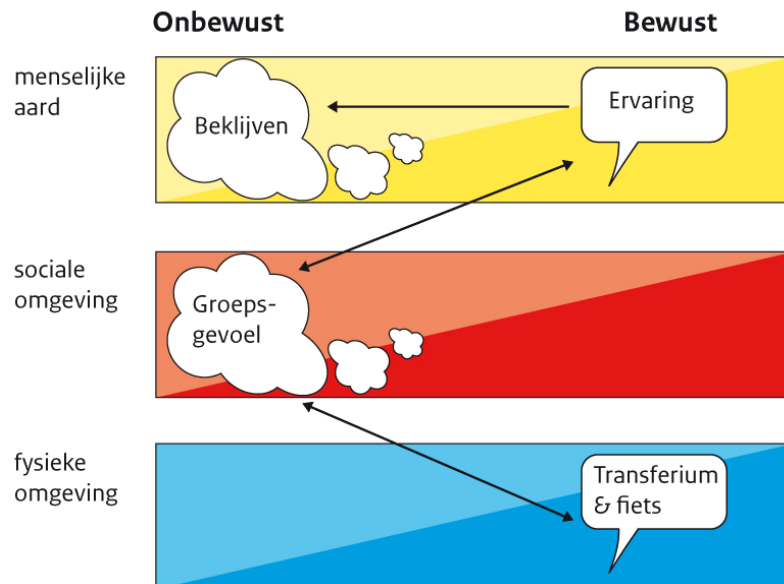 Onbewust
Bewust
menselijke
aard
Beklijven
Ervaring
sociale
omgeving
Groeps-
gevoel
fysieke
omgeving
Transferium
& fiets